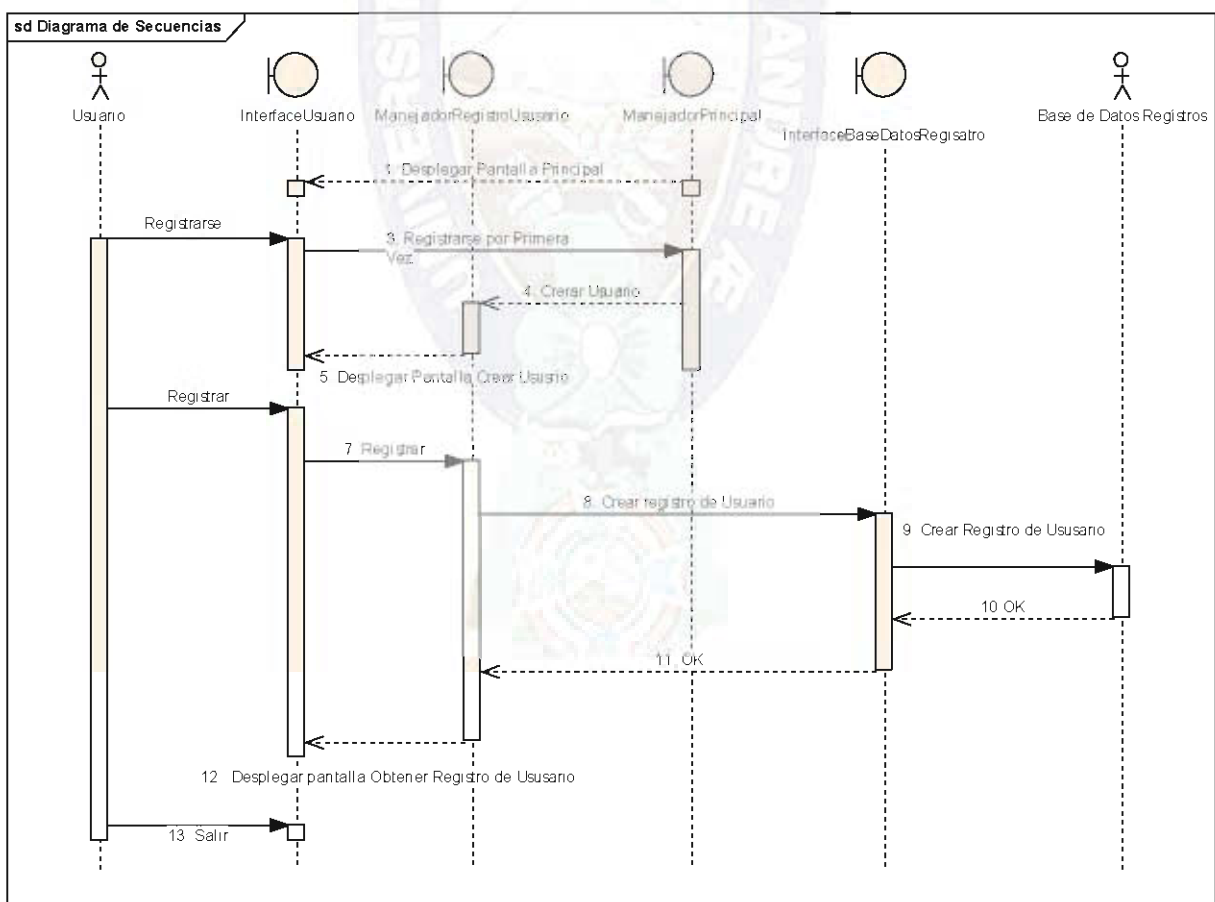 sd Diagrama de Secuencias
Usuario
InterfaceUsuario
ManejadorRegistroUsusario
ManejadorPrincipal
interfaceBaseDatosRegisatro
Base de Datos Registros
1. Desplegar Pantalla Principal
Registrarse
3. Registrarse por Primera
Vez
4. Crerar Usuario
5 Desplegar Pantalla Crear Ususrio
Registrar
7 Registrar
8. Crear registro de Usuario
9 Crear Registro de Ususario
10 OK
11. OK
12 Desplegar pantalla Obtener Registro de Ususario
13 Salir